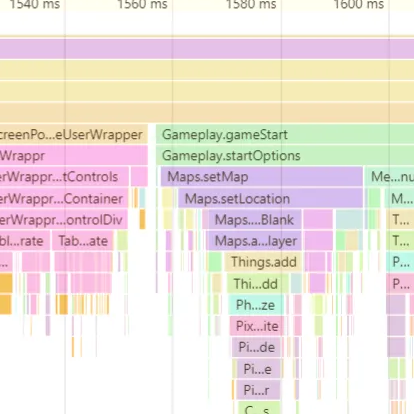 1540 ms 1560 ms 1580 ms 1600 ms
creenPo...eUserWrapper Gameplay.gameStart
Wrappr Gameplay.startOptions
erWrappr...tControls Maps.setMap Me...nu
erWrappr...Container Maps.setLocation M...
erWrappr...ontrolDiv Maps....Blank T...
bl...rate Tab...ate Maps.a...layer T...
... Things.add P...
Thi...dd P...
Ph...ze
Pix...ite
Pi...de
Pi...e
Pi...r
C...s